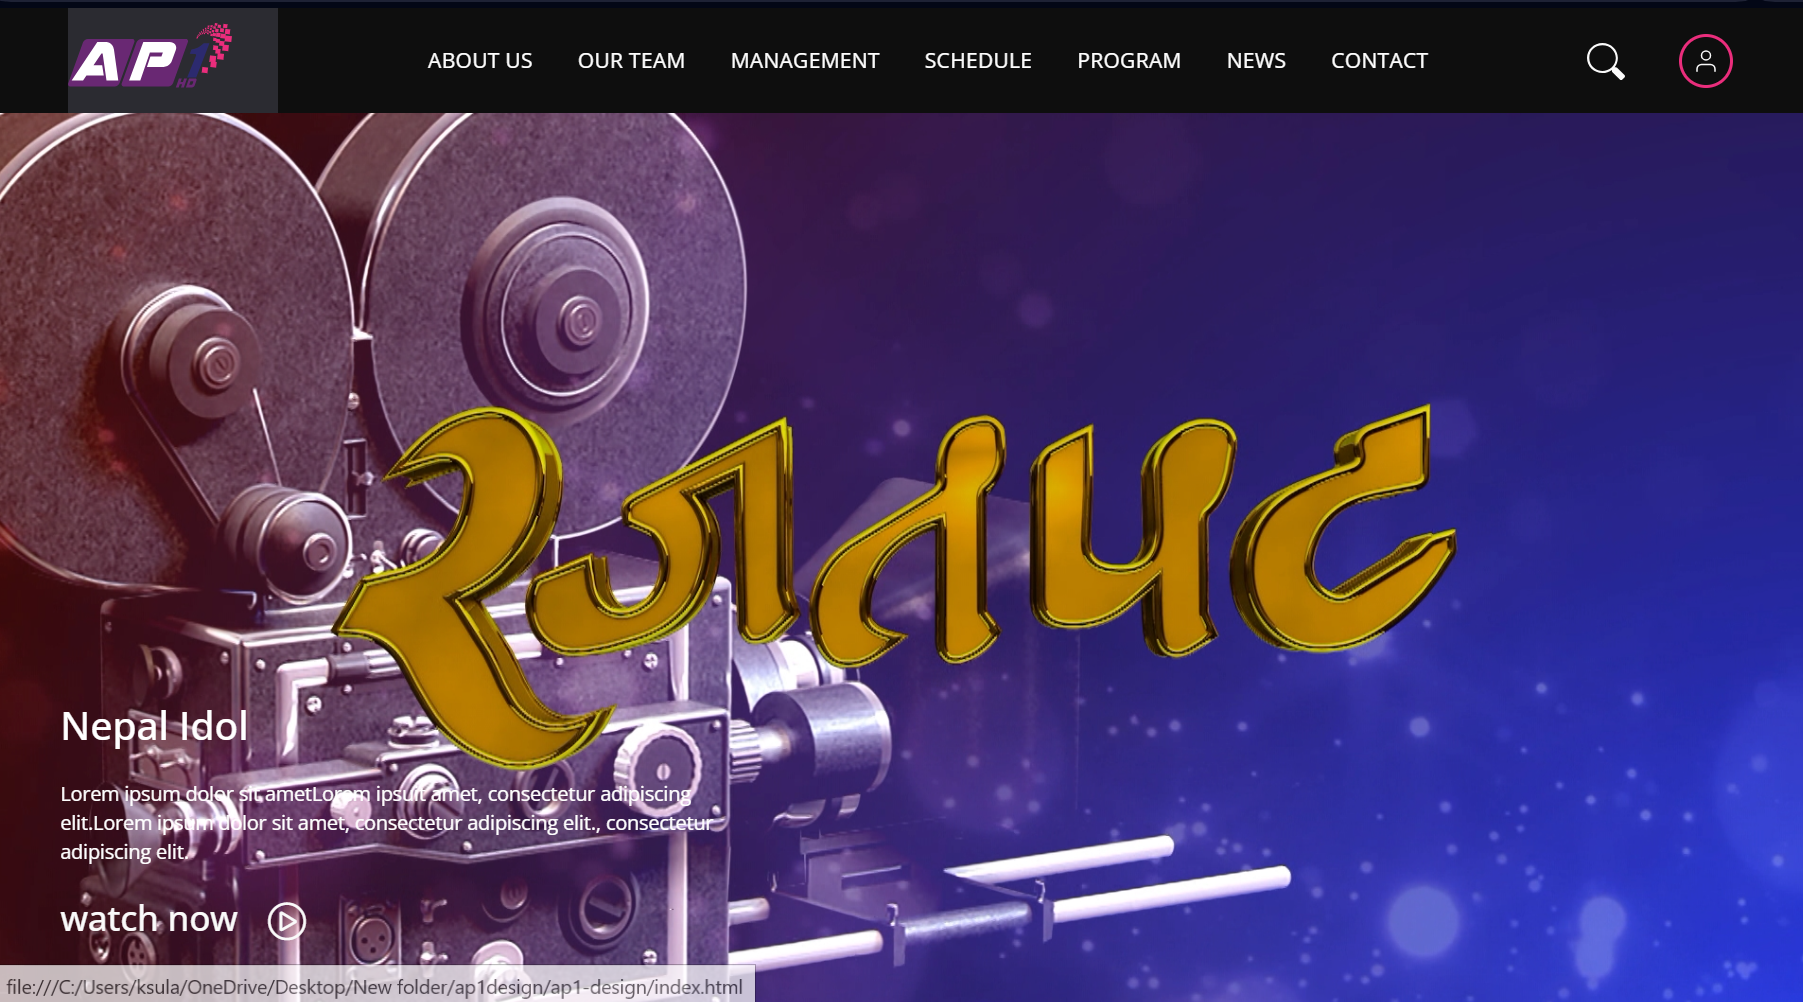 AP1
HD
ABOUT US OUR TEAM MANAGEMENT SCHEDULE PROGRAM NEWS CONTACT
રજતપટ
Nepal Idol
Lorem ipsum dolor sit ametLorem ipsuit amet, consectetur adipiscing
elit.Lorem ipsum dolor sit amet, consectetur adipiscing elit., consectetur
adipiscing elit.
watch now
file:///C:/Users/ksula/OneDrive/Desktop/New folder/ap1design/ap1-design/index.html